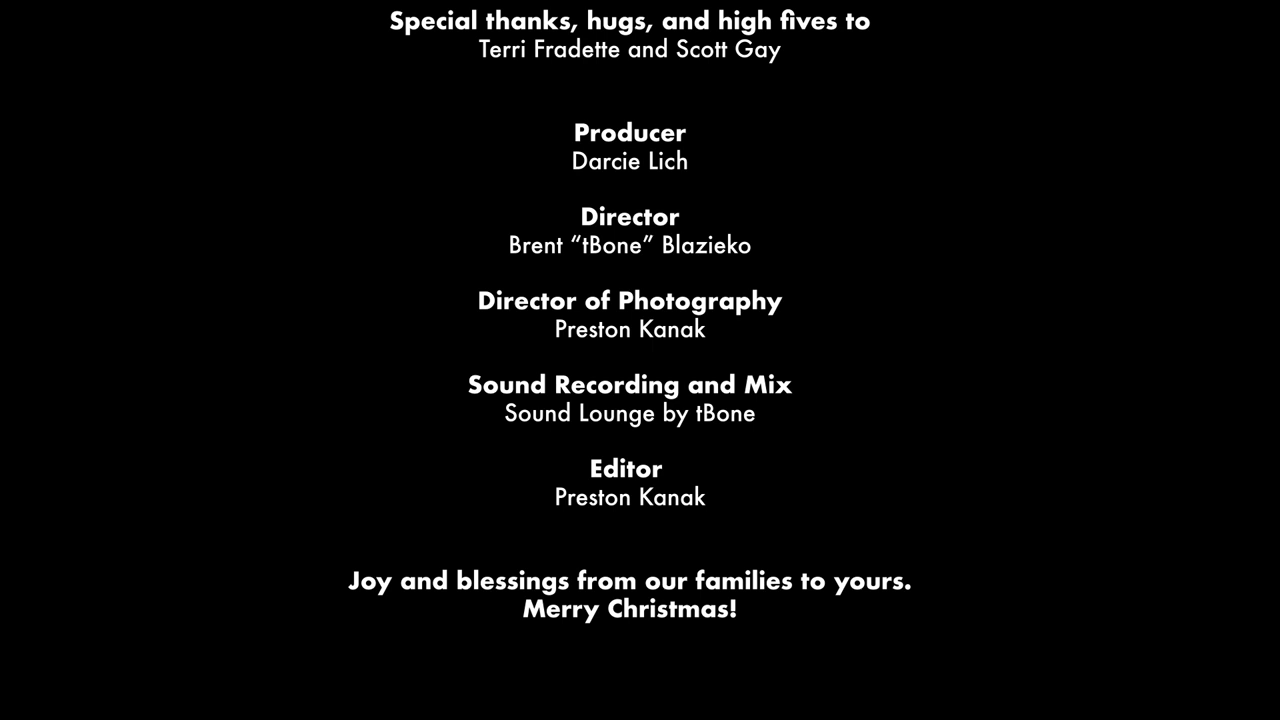 Special thanks, hugs, and high fives to
Terri Fradette and Scott Gay
Producer
Darcie Lich
Director
Brent “tBone” Blazieko
Director of Photography
Preston Kanak
Sound Recording and Mix
Sound Lounge by tBone
Editor
Preston Kanak
Joy and blessings from our families to yours.
Merry Christmas!